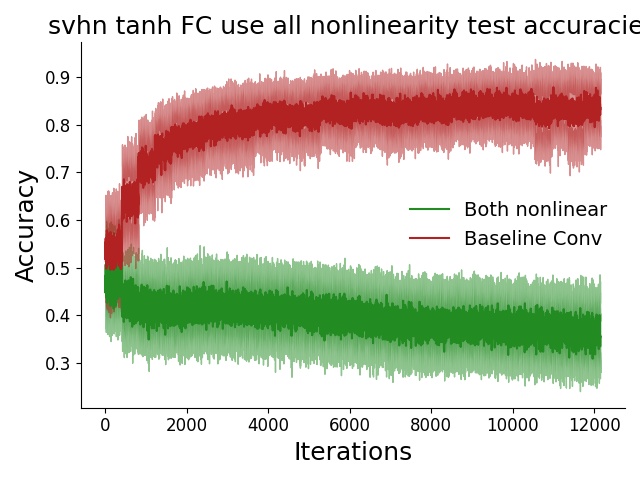 svhn tanh FC use all nonlinearity test accuracie
0.9
0.8
0.7
0.6
0.5
0.4
0.3
Accuracy
Both nonlinear
Baseline Conv
0 2000 4000 6000 8000 10000 12000
Iterations